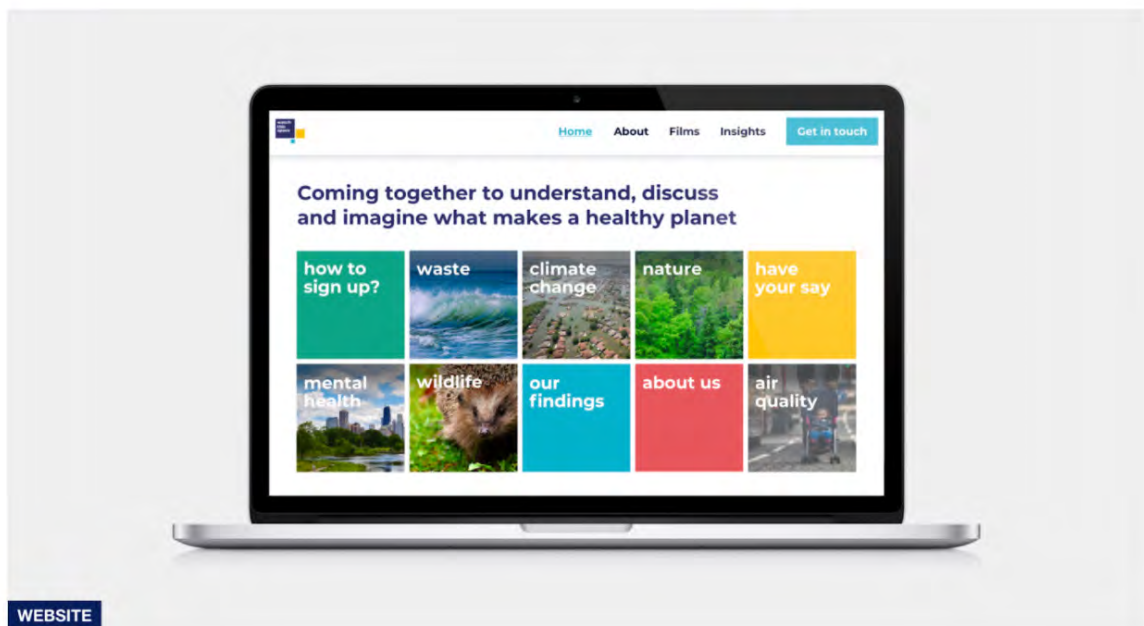 Home About Films Insights Get in touch
Coming together to understand, discuss
and imagine what makes a healthy planet
how to
sign up?
waste
climate
change
nature
have
your say
mental
health
wildlife
our
findings
about us
air
quality
WEBSITE